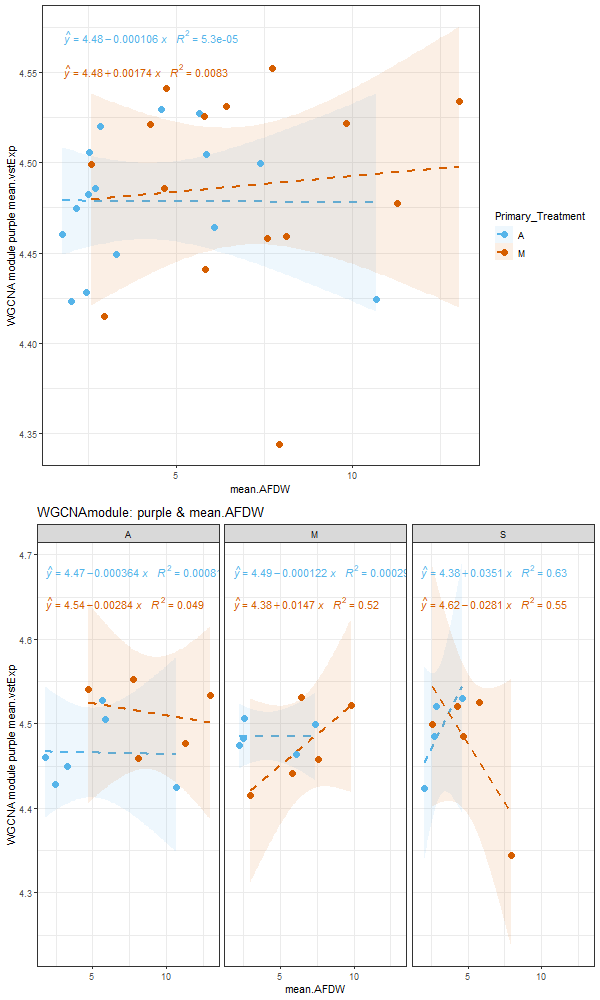 ŷ = 4.48 − 0.000106 x R² = 5.3e-05
ŷ = 4.48 + 0.00174 x R² = 0.0083
4.55
4.50
4.45
4.40
4.35
WGCNA module purple mean.vstExp
5 10
mean.AFDW
Primary_Treatment
A
M
WGCNAmodule: purple & mean.AFDW
A M S
ŷ = 4.47 − 0.000364 x R² = 0.0008 ŷ = 4.49 − 0.000122 x R² = 0.00029 ŷ = 4.38 + 0.0351 x R² = 0.63
ŷ = 4.54 − 0.00284 x R² = 0.049 ŷ = 4.38 + 0.0147 x R² = 0.52 ŷ = 4.62 − 0.0281 x R² = 0.55
4.7
4.6
4.5
4.4
4.3
WGCNA module purple mean.vstExp
5 10 5 10 5 10
mean.AFDW